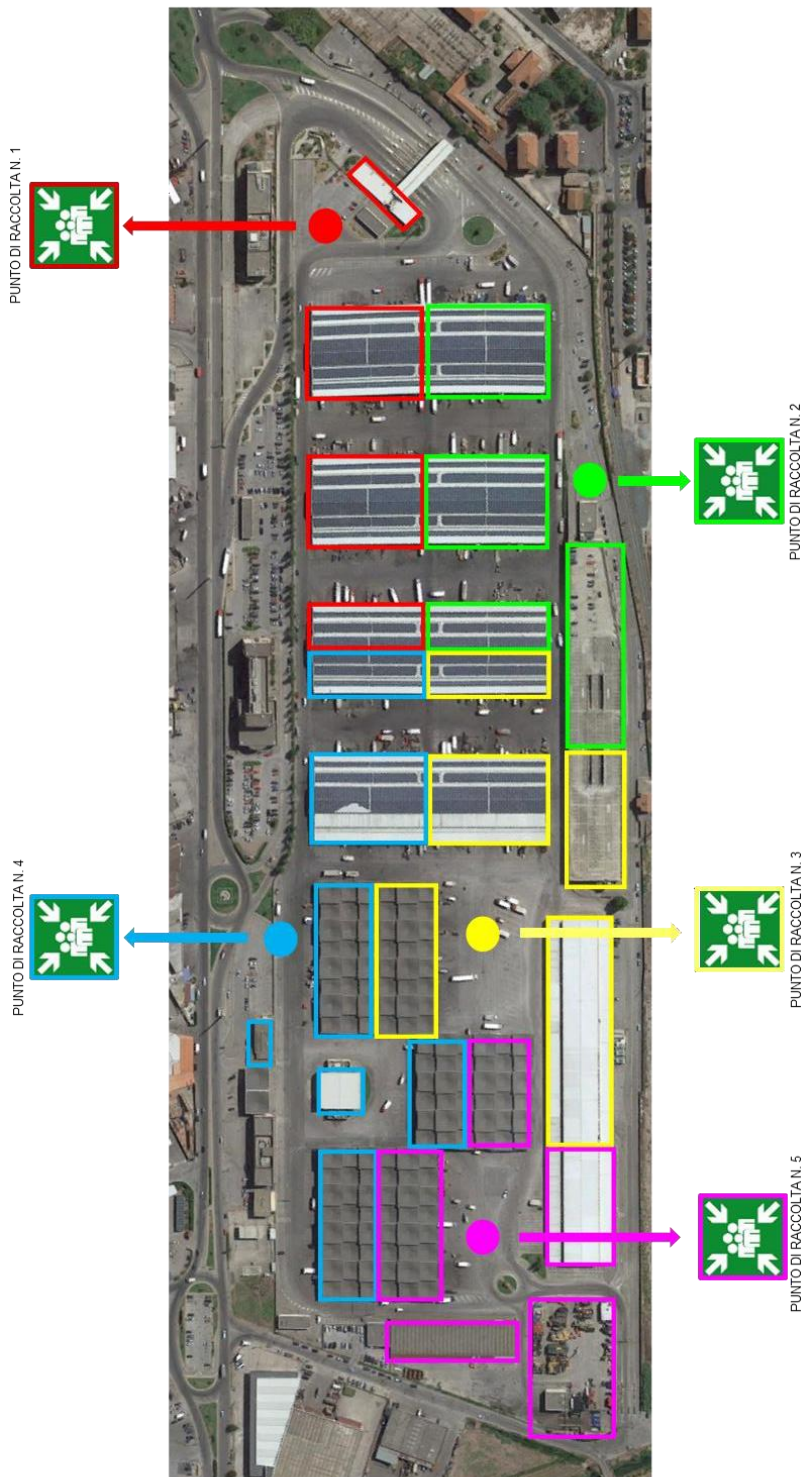 PUNTO DI RACCOLTA N. 1
PUNTO DI RACCOLTA N. 2
PUNTO DI RACCOLTA N. 4
PUNTO DI RACCOLTA N. 3
PUNTO DI RACCOLTA N. 5